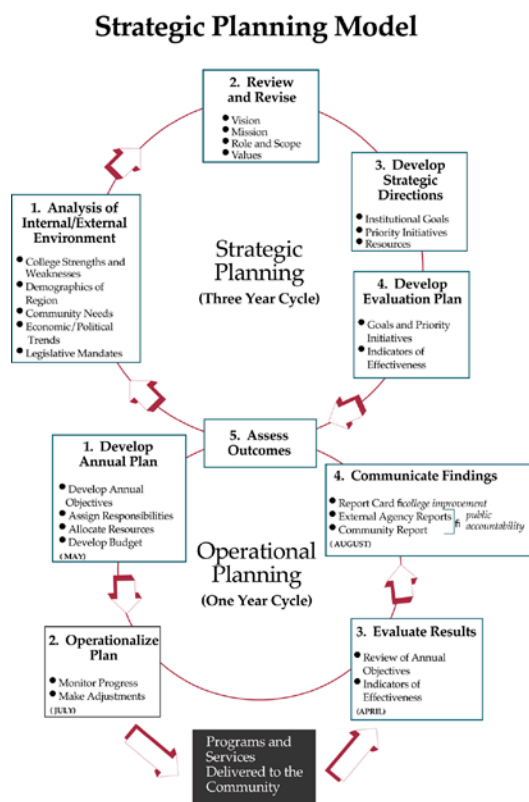 Strategic Planning Model
2. Review
and Revise
● Vision
● Mission
● Role and Scope
● Values
3. Develop
Strategic
Directions
● Institutional Goals
● Priority Initiatives
● Resources
1. Analysis of
Internal/External
Environment
● College Strengths and
Weaknesses
● Demographics of
Region
● Community Needs
● Economic/Political
Trends
● Legislative Mandates
Strategic
Planning
(Three Year Cycle)
4. Develop
Evaluation Plan
● Goals and Priority
Initiatives
● Indicators of
Effectiveness
5. Assess
Outcomes
1. Develop
Annual Plan
● Develop Annual
Objectives
● Assign Responsibilities
● Allocate Resources
● Develop Budget
(MAY)
4. Communicate Findings
● Report Card ficollege improvement
● External Agency Reports
● Community Report
fi public
accountability
(AUGUST)
Operational
Planning
(One Year Cycle)
2. Operationalize
Plan
● Monitor Progress
● Make Adjustments
(JULY)
3. Evaluate Results
● Review of Annual
Objectives
● Indicators of
Effectiveness
(APRIL)
Programs and
Services
Delivered to the
Community